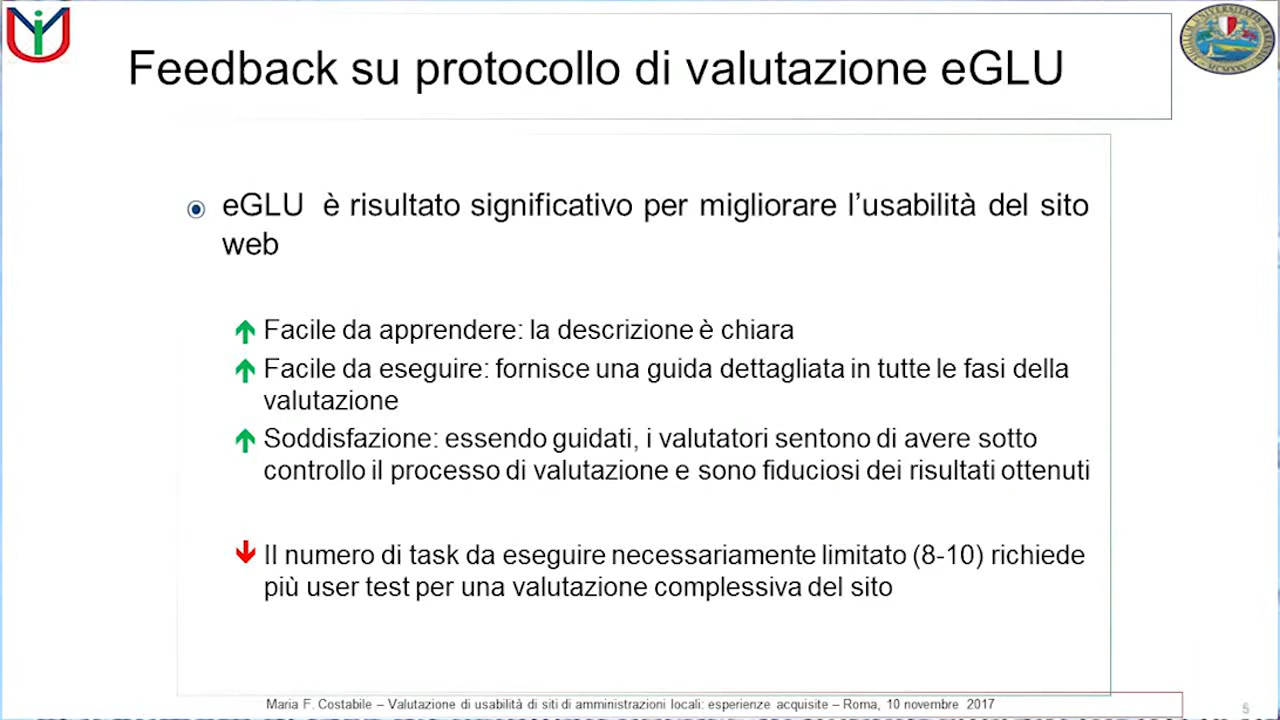 Feedback su protocollo di valutazione eGLU
eGLU è risultato significativo per migliorare l’usabilità del sito
web
Facile da apprendere: la descrizione è chiara
Facile da eseguire: fornisce una guida dettagliata in tutte le fasi della
valutazione
Soddisfazione: essendo guidati, i valutatori sentono di avere sotto
controllo il processo di valutazione e sono fiduciosi dei risultati ottenuti
Il numero di task da eseguire necessariamente limitato (8-10) richiede
più user test per una valutazione complessiva del sito
Maria F. Costabile – Valutazione di usabilità di siti di amministrazioni locali: esperienze acquisite – Roma, 10 novembre 2017